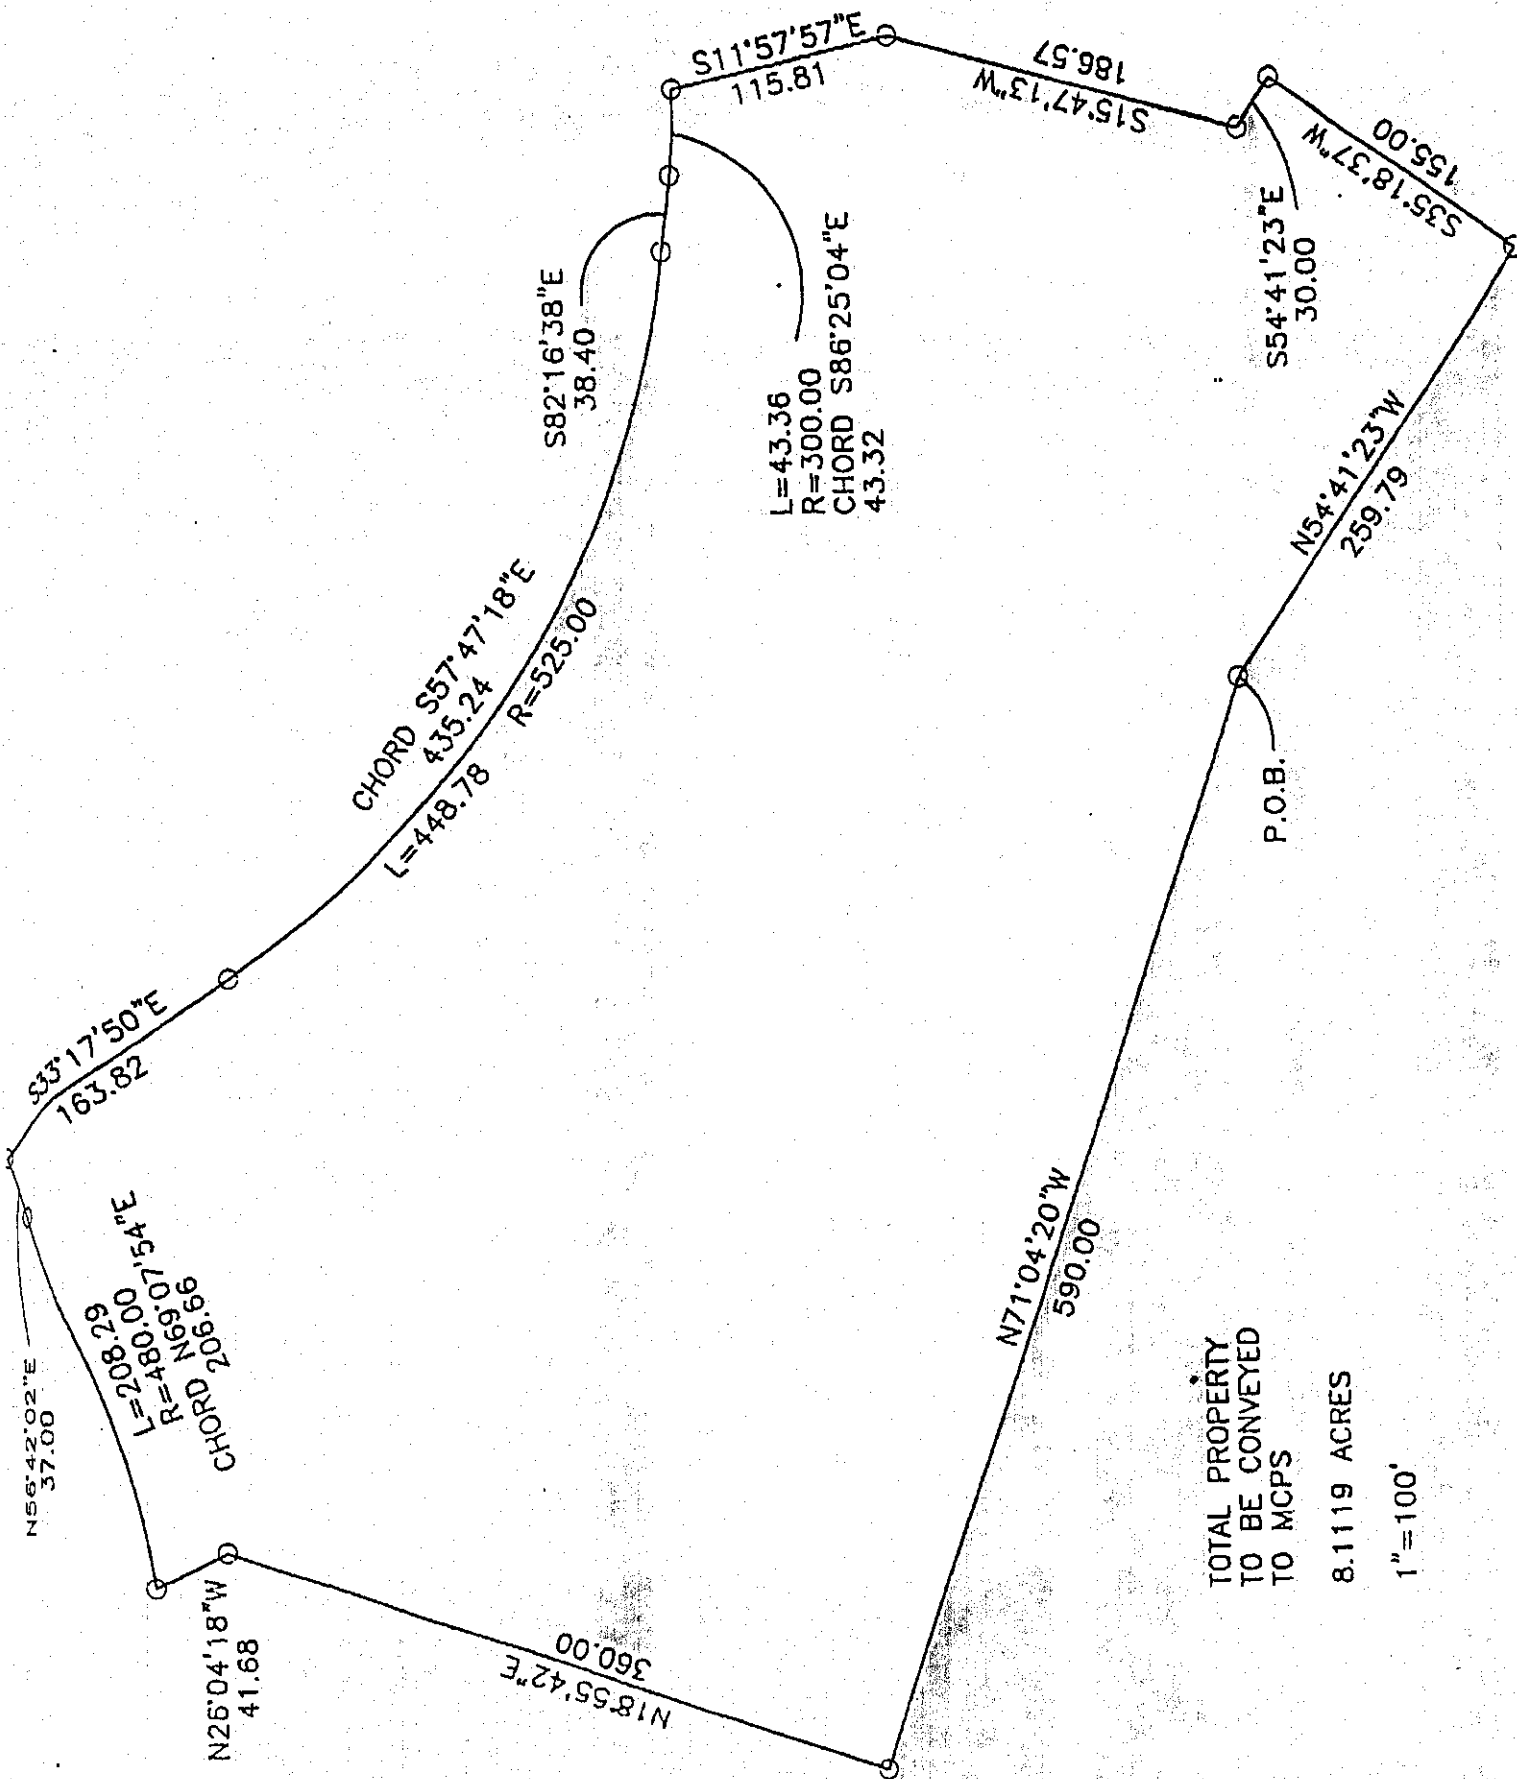 N56°42'02"E
37.00
S33°17'50"E
163.82
L=208.29
R=480.00
CHORD N69°07'54"E
206.66
N26°04'18"W
41.68
N18°55'42"E
360.00
CHORD S57°47'18"E
435.24
L=448.78
R=525.00
S82°16'38"E
38.40
L=43.36
R=300.00
CHORD S86°25'04"E
43.32
S11°57'57"E
115.81
S15°47'13"W
186.57
S54°41'23"E
30.00
S35°18'37"W
155.00
N54°41'23"W
259.79
P.O.B.
N71°04'20"W
590.00
TOTAL PROPERTY
TO BE CONVEYED
TO MCPS
8.1119 ACRES
1"=100'